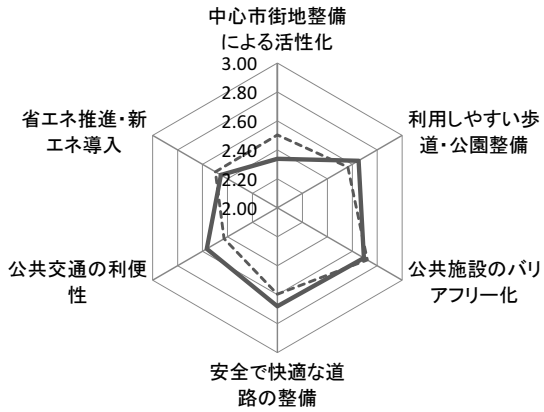 中心市街地整備
による活性化
3.00
2.80
2.60
2.40
2.20
2.00
利用しやすい歩
道・公園整備
公共施設のバリ
アフリー化
安全で快適な道
路の整備
公共交通の利便
性
省エネ推進・新
エネ導入